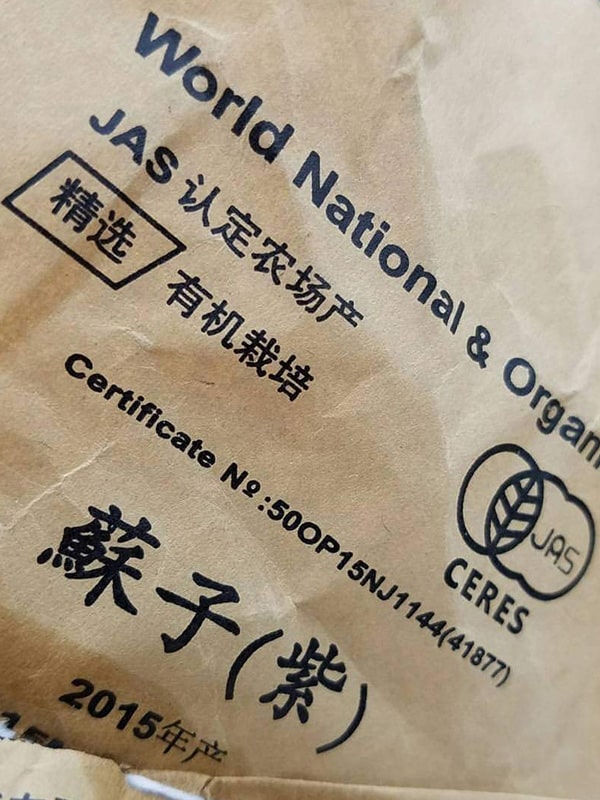 World National & Organi
JAS 认定农场产
精选
有机栽培
Certificate №:50OP15NJ1144(41877)
JAS
CERES
蘇子(紫)
2015年产